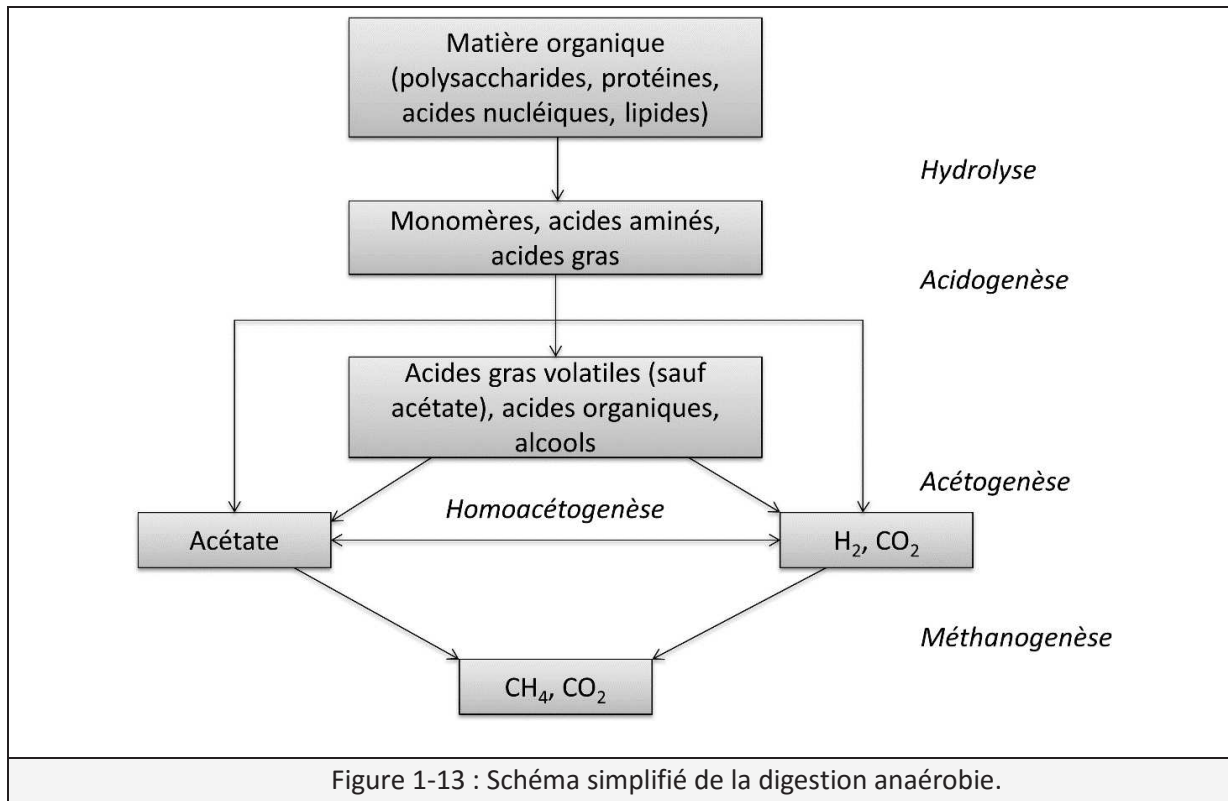 Matière organique
(polysaccharides, protéines,
acides nucléiques, lipides)
Hydrolyse
Monomères, acides aminés,
acides gras
Acidogenèse
Acides gras volatiles (sauf
acétate), acides organiques,
alcools
Acétogenèse
Homoacétogenèse
Acétate
H₂, CO₂
Méthanogenèse
CH₄, CO₂
Figure 1-13 : Schéma simplifié de la digestion anaérobie.